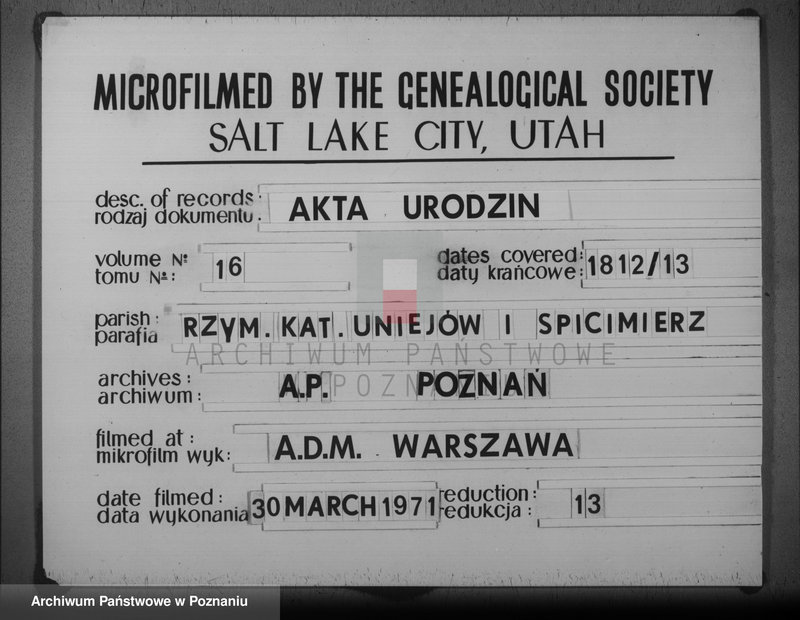 MICROFILMED BY THE GENEALOGICAL SOCIETY
SALT LAKE CITY, UTAH
desc. of records:
rodzaj dokumentu:
AKTA URODZIN
volume №
tomu №:
16
dates covered:
daty krańcowe:
1812/13
parish:
parafia
RZYM. KAT. UNIEJÓW I SPICIMIERZ
ARCHIWUM PAŃSTWOWE
archives:
archiwum:
A.P. POZNAŃ
POZN
filmed at:
mikrofilm wyk:
A.D.M. WARSZAWA
date filmed:
data wykonania
30 MARCH 1971
reduction:
redukcja:
13
Archiwum Państwowe w Poznaniu